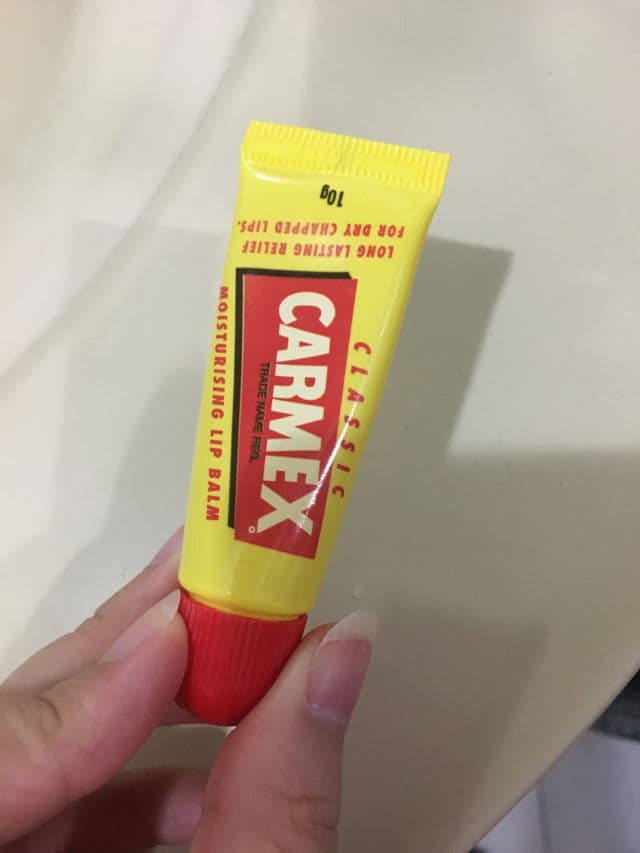 CLASSIC
CARMEX
TRADE NAME REG.
MOISTURISING LIP BALM
LONG LASTING RELIEF
FOR DRY CHAPPED LIPS.
10g